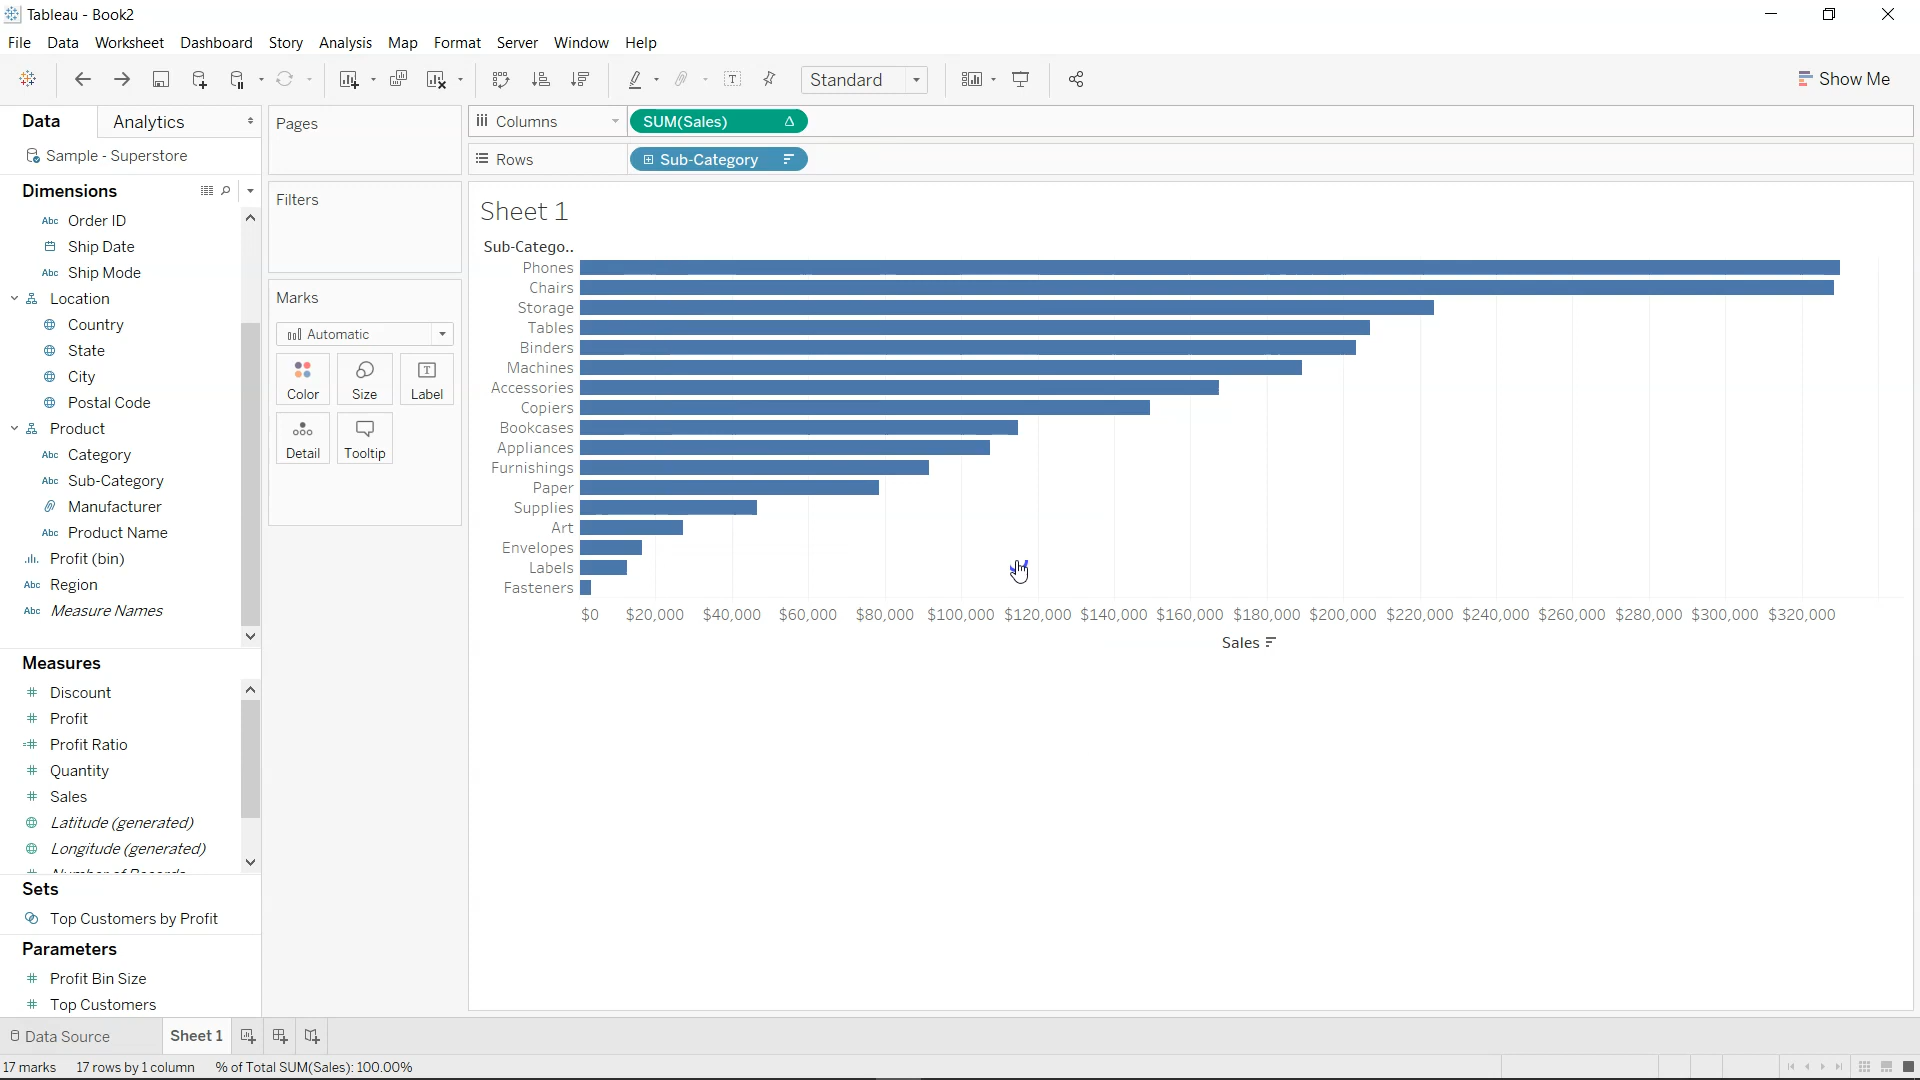 Tableau - Book2
File Data Worksheet Dashboard Story Analysis Map Format Server Window Help
Standard
Show Me
Data
Analytics
Sample - Superstore
Dimensions
Abc Order ID
Ship Date
Abc Ship Mode
Location
Country
State
City
Postal Code
Product
Abc Category
Abc Sub-Category
Manufacturer
Abc Product Name
Profit (bin)
Abc Region
Abc Measure Names
Measures
# Discount
# Profit
=# Profit Ratio
# Quantity
# Sales
Latitude (generated)
Longitude (generated)
Sets
Top Customers by Profit
Parameters
# Profit Bin Size
# Top Customers
Pages
Filters
Marks
Automatic
Color
Size
T
Label
Detail
Tooltip
Columns
SUM(Sales) Δ
Rows
Sub-Category
Sheet 1
Sub-Catego..
Phones
Chairs
Storage
Tables
Binders
Machines
Accessories
Copiers
Bookcases
Appliances
Furnishings
Paper
Supplies
Art
Envelopes
Labels
Fasteners
$0 $20,000 $40,000 $60,000 $80,000 $100,000 $120,000 $140,000 $160,000 $180,000 $200,000 $220,000 $240,000 $260,000 $280,000 $300,000 $320,000
Sales
Data Source
Sheet 1
17 marks 17 rows by 1 column % of Total SUM(Sales): 100.00%